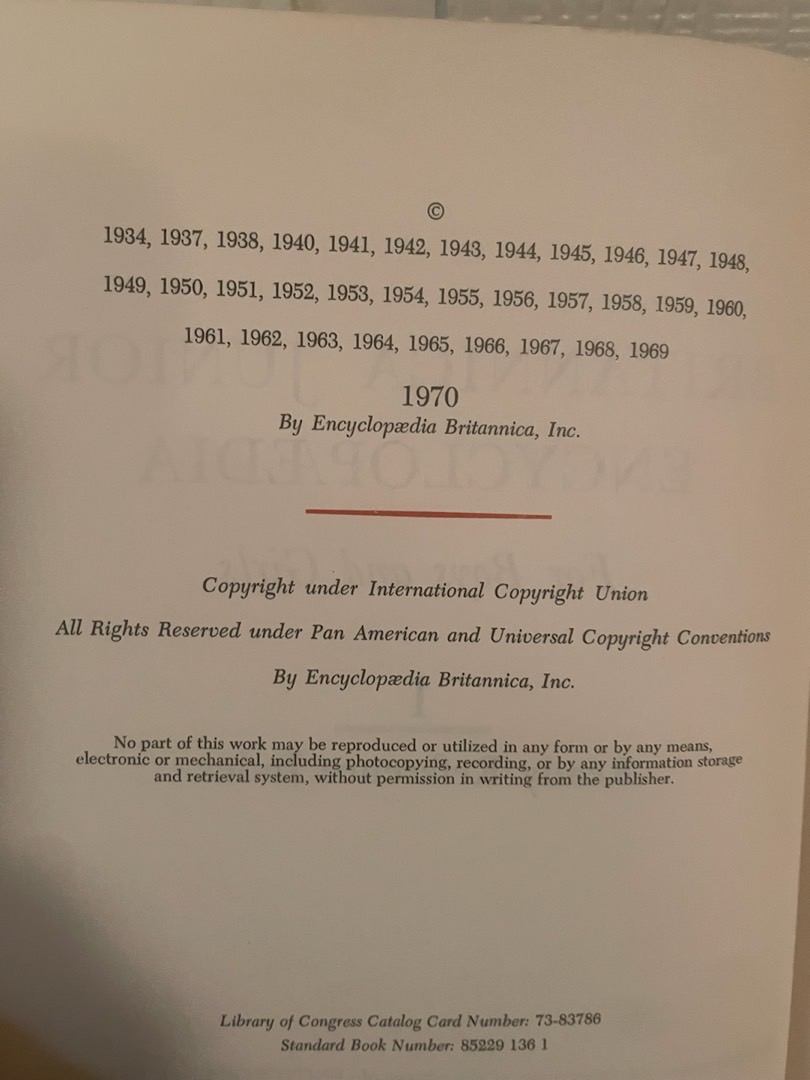 ©
1934, 1937, 1938, 1940, 1941, 1942, 1943, 1944, 1945, 1946, 1947, 1948,
1949, 1950, 1951, 1952, 1953, 1954, 1955, 1956, 1957, 1958, 1959, 1960,
1961, 1962, 1963, 1964, 1965, 1966, 1967, 1968, 1969
1970
By Encyclopædia Britannica, Inc.
Copyright under International Copyright Union
All Rights Reserved under Pan American and Universal Copyright Conventions
By Encyclopædia Britannica, Inc.
No part of this work may be reproduced or utilized in any form or by any means,
electronic or mechanical, including photocopying, recording, or by any information storage
and retrieval system, without permission in writing from the publisher.
Library of Congress Catalog Card Number: 73-83786
Standard Book Number: 85229 136 1